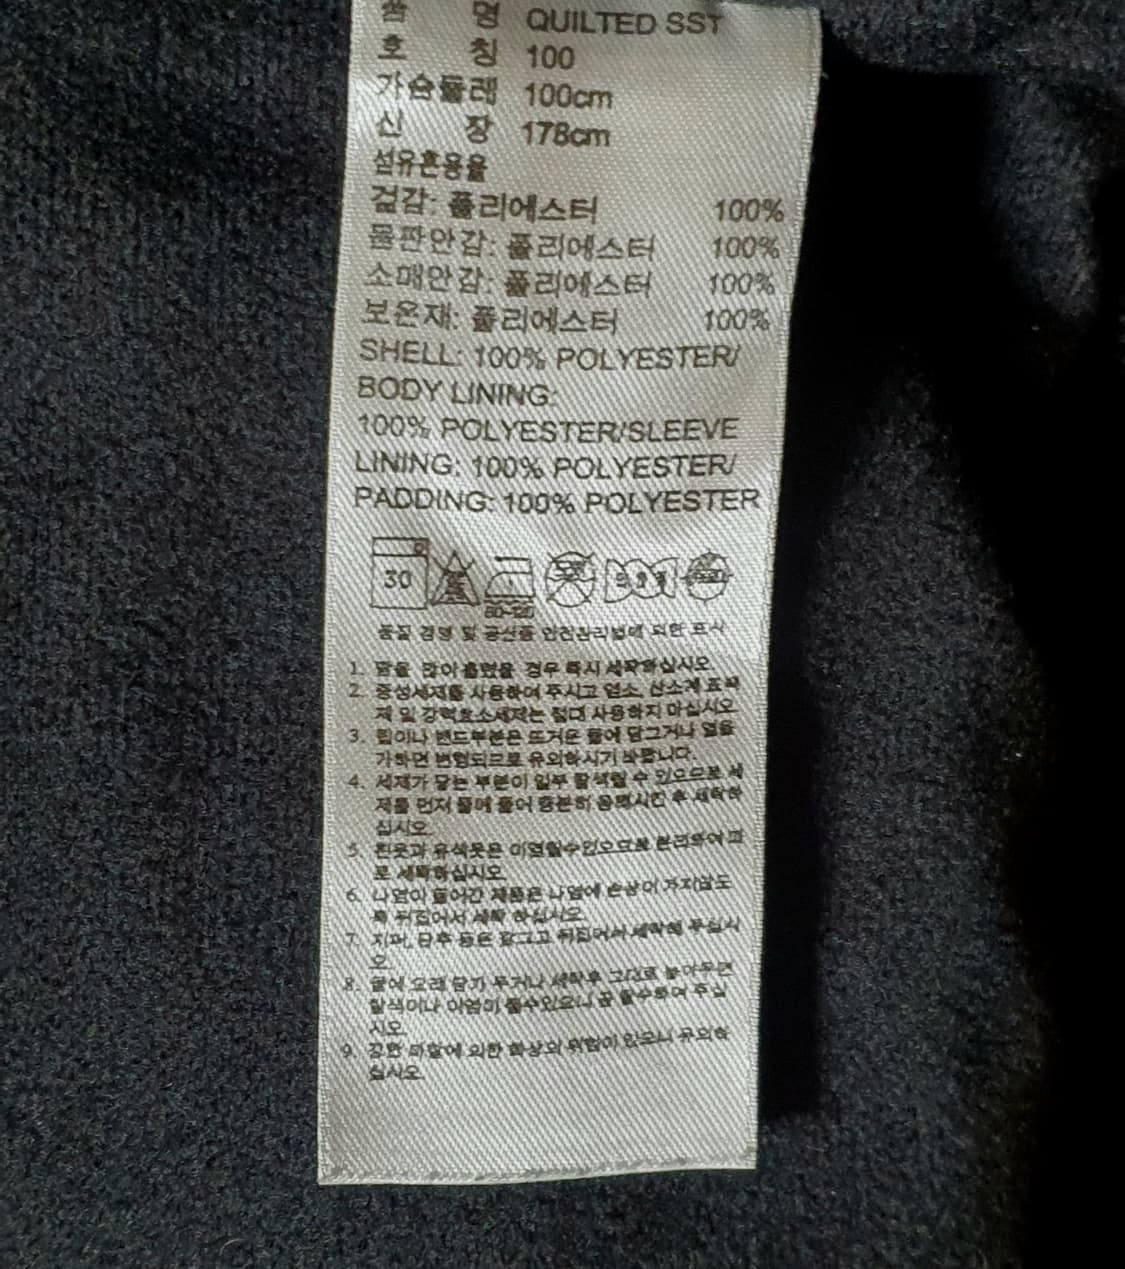 품 명 QUILTED SST
호 칭 100
가슴둘레 100cm
신 장 178cm
섬유혼용율
겉감: 폴리에스터 100%
몸판안감: 폴리에스터 100%
소매안감: 폴리에스터 100%
보온재: 폴리에스터 100%
SHELL: 100% POLYESTER/
BODY LINING:
100% POLYESTER/SLEEVE
LINING: 100% POLYESTER/
PADDING: 100% POLYESTER
30
80~120
품질 경영 및 공산품 안전관리법에 의한 표시
1. 땀을 많이 흘렸을 경우 즉시 세탁하십시오
2. 중성세제를 사용하여 주시고 염소, 산소계 표백
제 및 강력효소세제는 절대 사용하지 마십시오
3. 립이나 밴드부분은 뜨거운 물에 담그거나 열을
가하면 변형되므로 유의하시기 바랍니다.
4. 세제가 닿는 부분이 일부 탈색될 수 있으므로 세
제를 먼저 물에 풀어 충분히 용해시킨 후 세탁하
십시오
5. 흰옷과 유색옷은 이염될수있으므로 분리하여
로 세탁하십시오
6. 나염이 들어간 제품은 나염에 손상이 가지않도
록 뒤집어서 세탁 하십시오
7. 지퍼, 단추 등은 잠그고 뒤집어서 세탁해 주십시
오
8. 물에 오래 담가 두거나 세탁후 그대로 놓아두면
탈색이나 이염이 될수있으니 곧 탈수하여 주십
시오
9. 강한 마찰에 의한 화상의 위험이 있으니 유의하
십시오